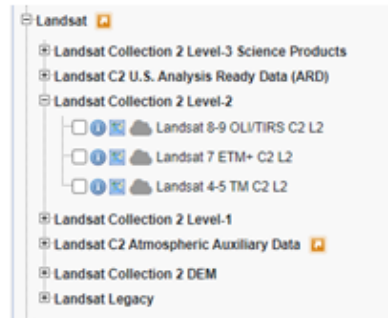 Landsat
Landsat Collection 2 Level-3 Science Products
Landsat C2 U.S. Analysis Ready Data (ARD)
Landsat Collection 2 Level-2
Landsat 8-9 OLI/TIRS C2 L2
Landsat 7 ETM+ C2 L2
Landsat 4-5 TM C2 L2
Landsat Collection 2 Level-1
Landsat C2 Atmospheric Auxiliary Data
Landsat Collection 2 DEM
Landsat Legacy